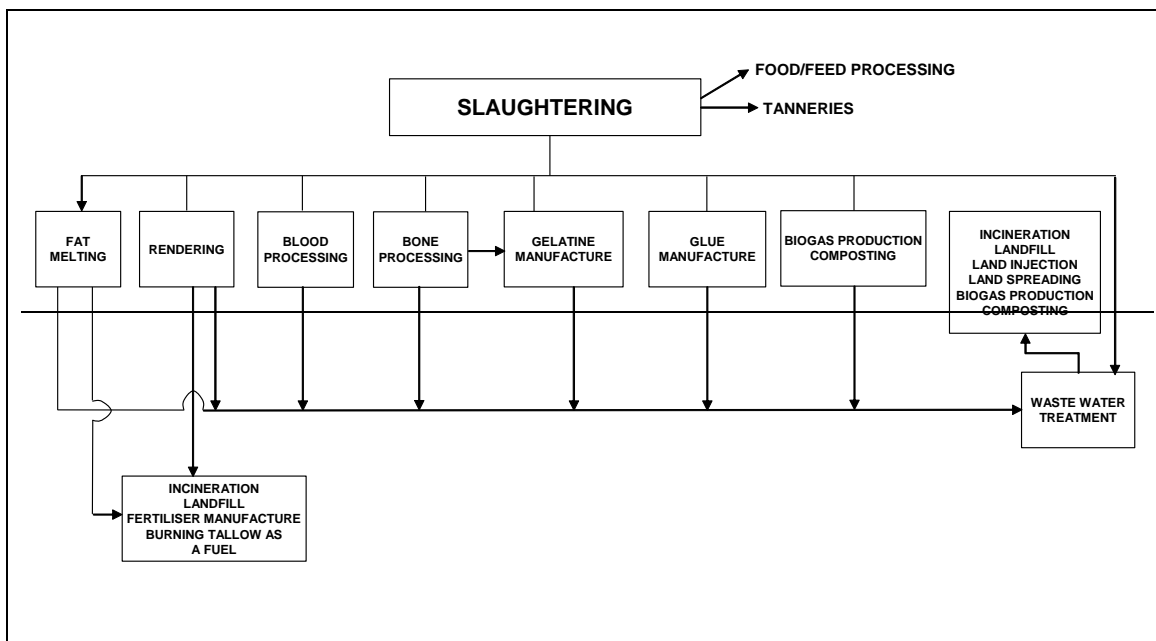 FOOD/FEED PROCESSING
SLAUGHTERING
TANNERIES
FAT
MELTING
RENDERING
BLOOD
PROCESSING
BONE
PROCESSING
GELATINE
MANUFACTURE
GLUE
MANUFACTURE
BIOGAS PRODUCTION
COMPOSTING
INCINERATION
LANDFILL
LAND INJECTION
LAND SPREADING
BIOGAS PRODUCTION
COMPOSTING
WASTE WATER
TREATMENT
INCINERATION
LANDFILL
FERTILISER MANUFACTURE
BURNING TALLOW AS
A FUEL